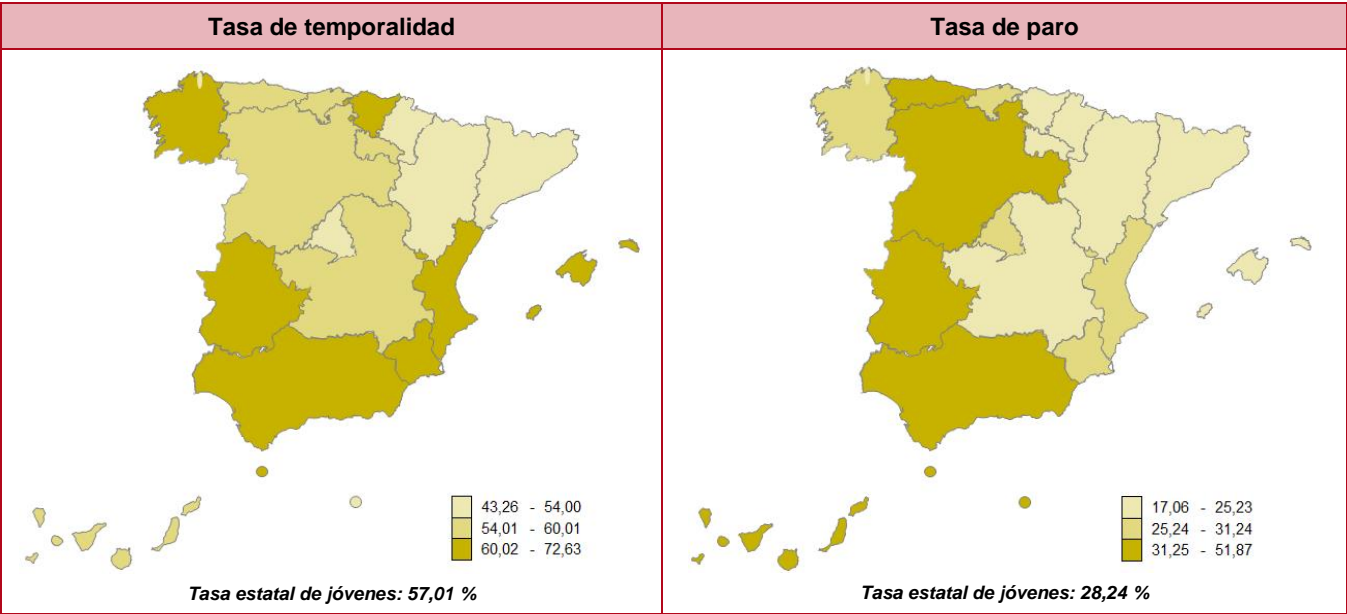 Tasa de temporalidad
Tasa de paro
43,26 - 54,00
54,01 - 60,01
60,02 - 72,63
Tasa estatal de jóvenes: 57,01 %
17,06 - 25,23
25,24 - 31,24
31,25 - 51,87
Tasa estatal de jóvenes: 28,24 %